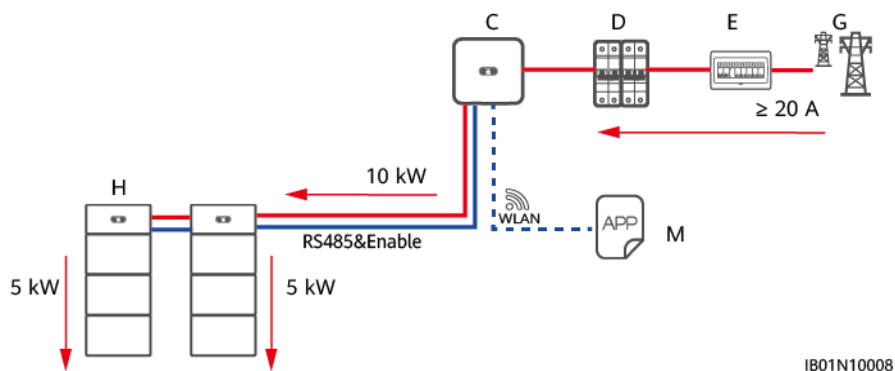 C
D
E
G
≥ 20 A
10 kW
H
WLAN
APP
M
RS485&Enable
5 kW
5 kW
IB01N10008